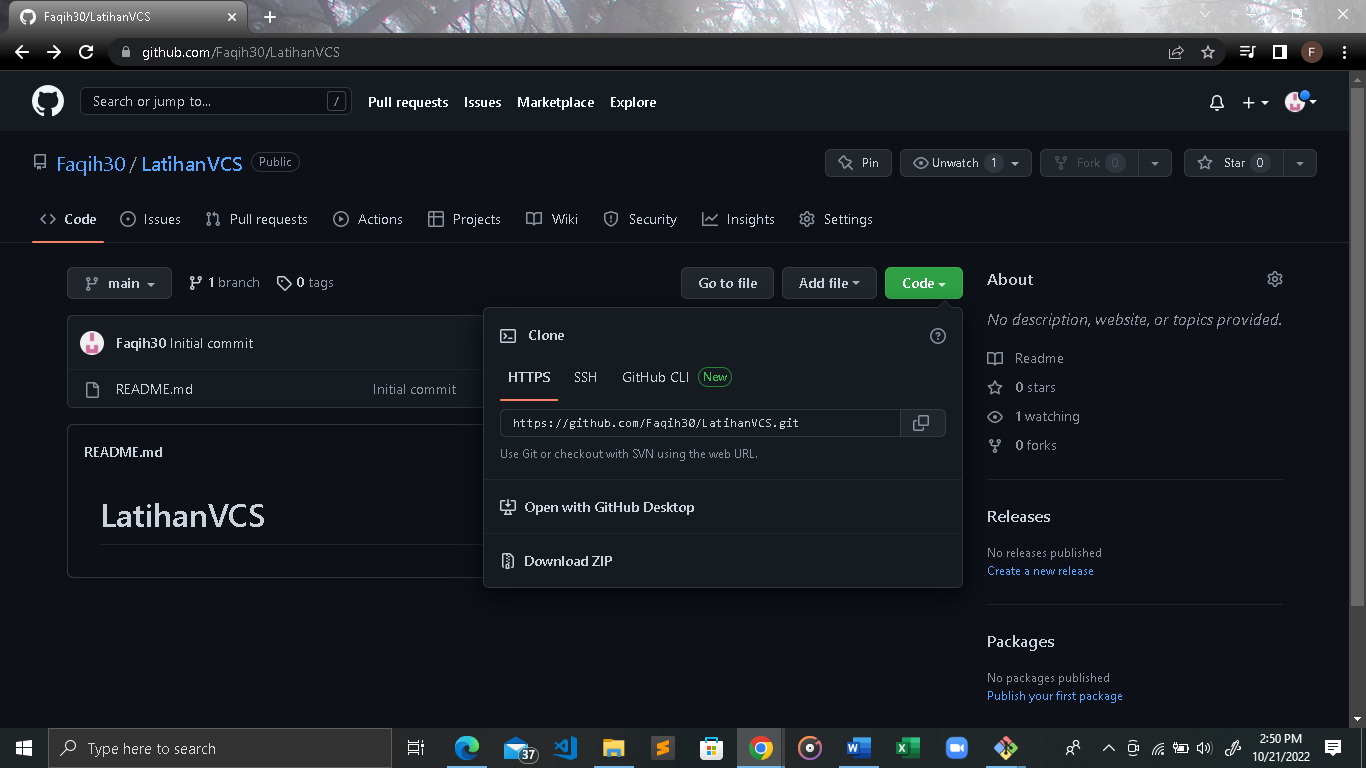 Faqih30/LatihanVCS
github.com/Faqih30/LatihanVCS
F
Search or jump to...
/
Pull requests Issues Marketplace Explore
Faqih30 / LatihanVCS Public
Pin
Unwatch 1
Fork 0
Star 0
Code Issues Pull requests Actions Projects Wiki Security Insights Settings
main 1 branch 0 tags
Go to file Add file Code
Faqih30 Initial commit
README.md Initial commit
README.md
LatihanVCS
Clone
HTTPS SSH GitHub CLI New
https://github.com/Faqih30/LatihanVCS.git
Use Git or checkout with SVN using the web URL.
Open with GitHub Desktop
Download ZIP
About
No description, website, or topics provided.
Readme
0 stars
1 watching
0 forks
Releases
No releases published
Create a new release
Packages
No packages published
Publish your first package
Type here to search
37
2:50 PM
10/21/2022